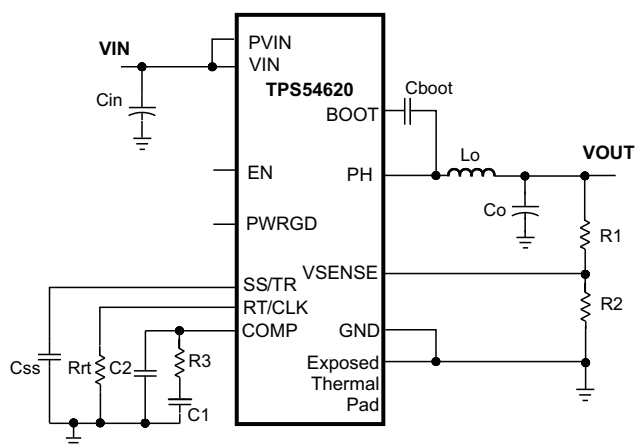 PVIN
VIN
VIN
TPS54620
Cboot
Cin
BOOT
Lo
VOUT
EN
PH
Co
R1
PWRGD
VSENSE
SS/TR
R2
RT/CLK
COMP
GND
Css
Rrt
C2
R3
C1
Exposed
Thermal
Pad